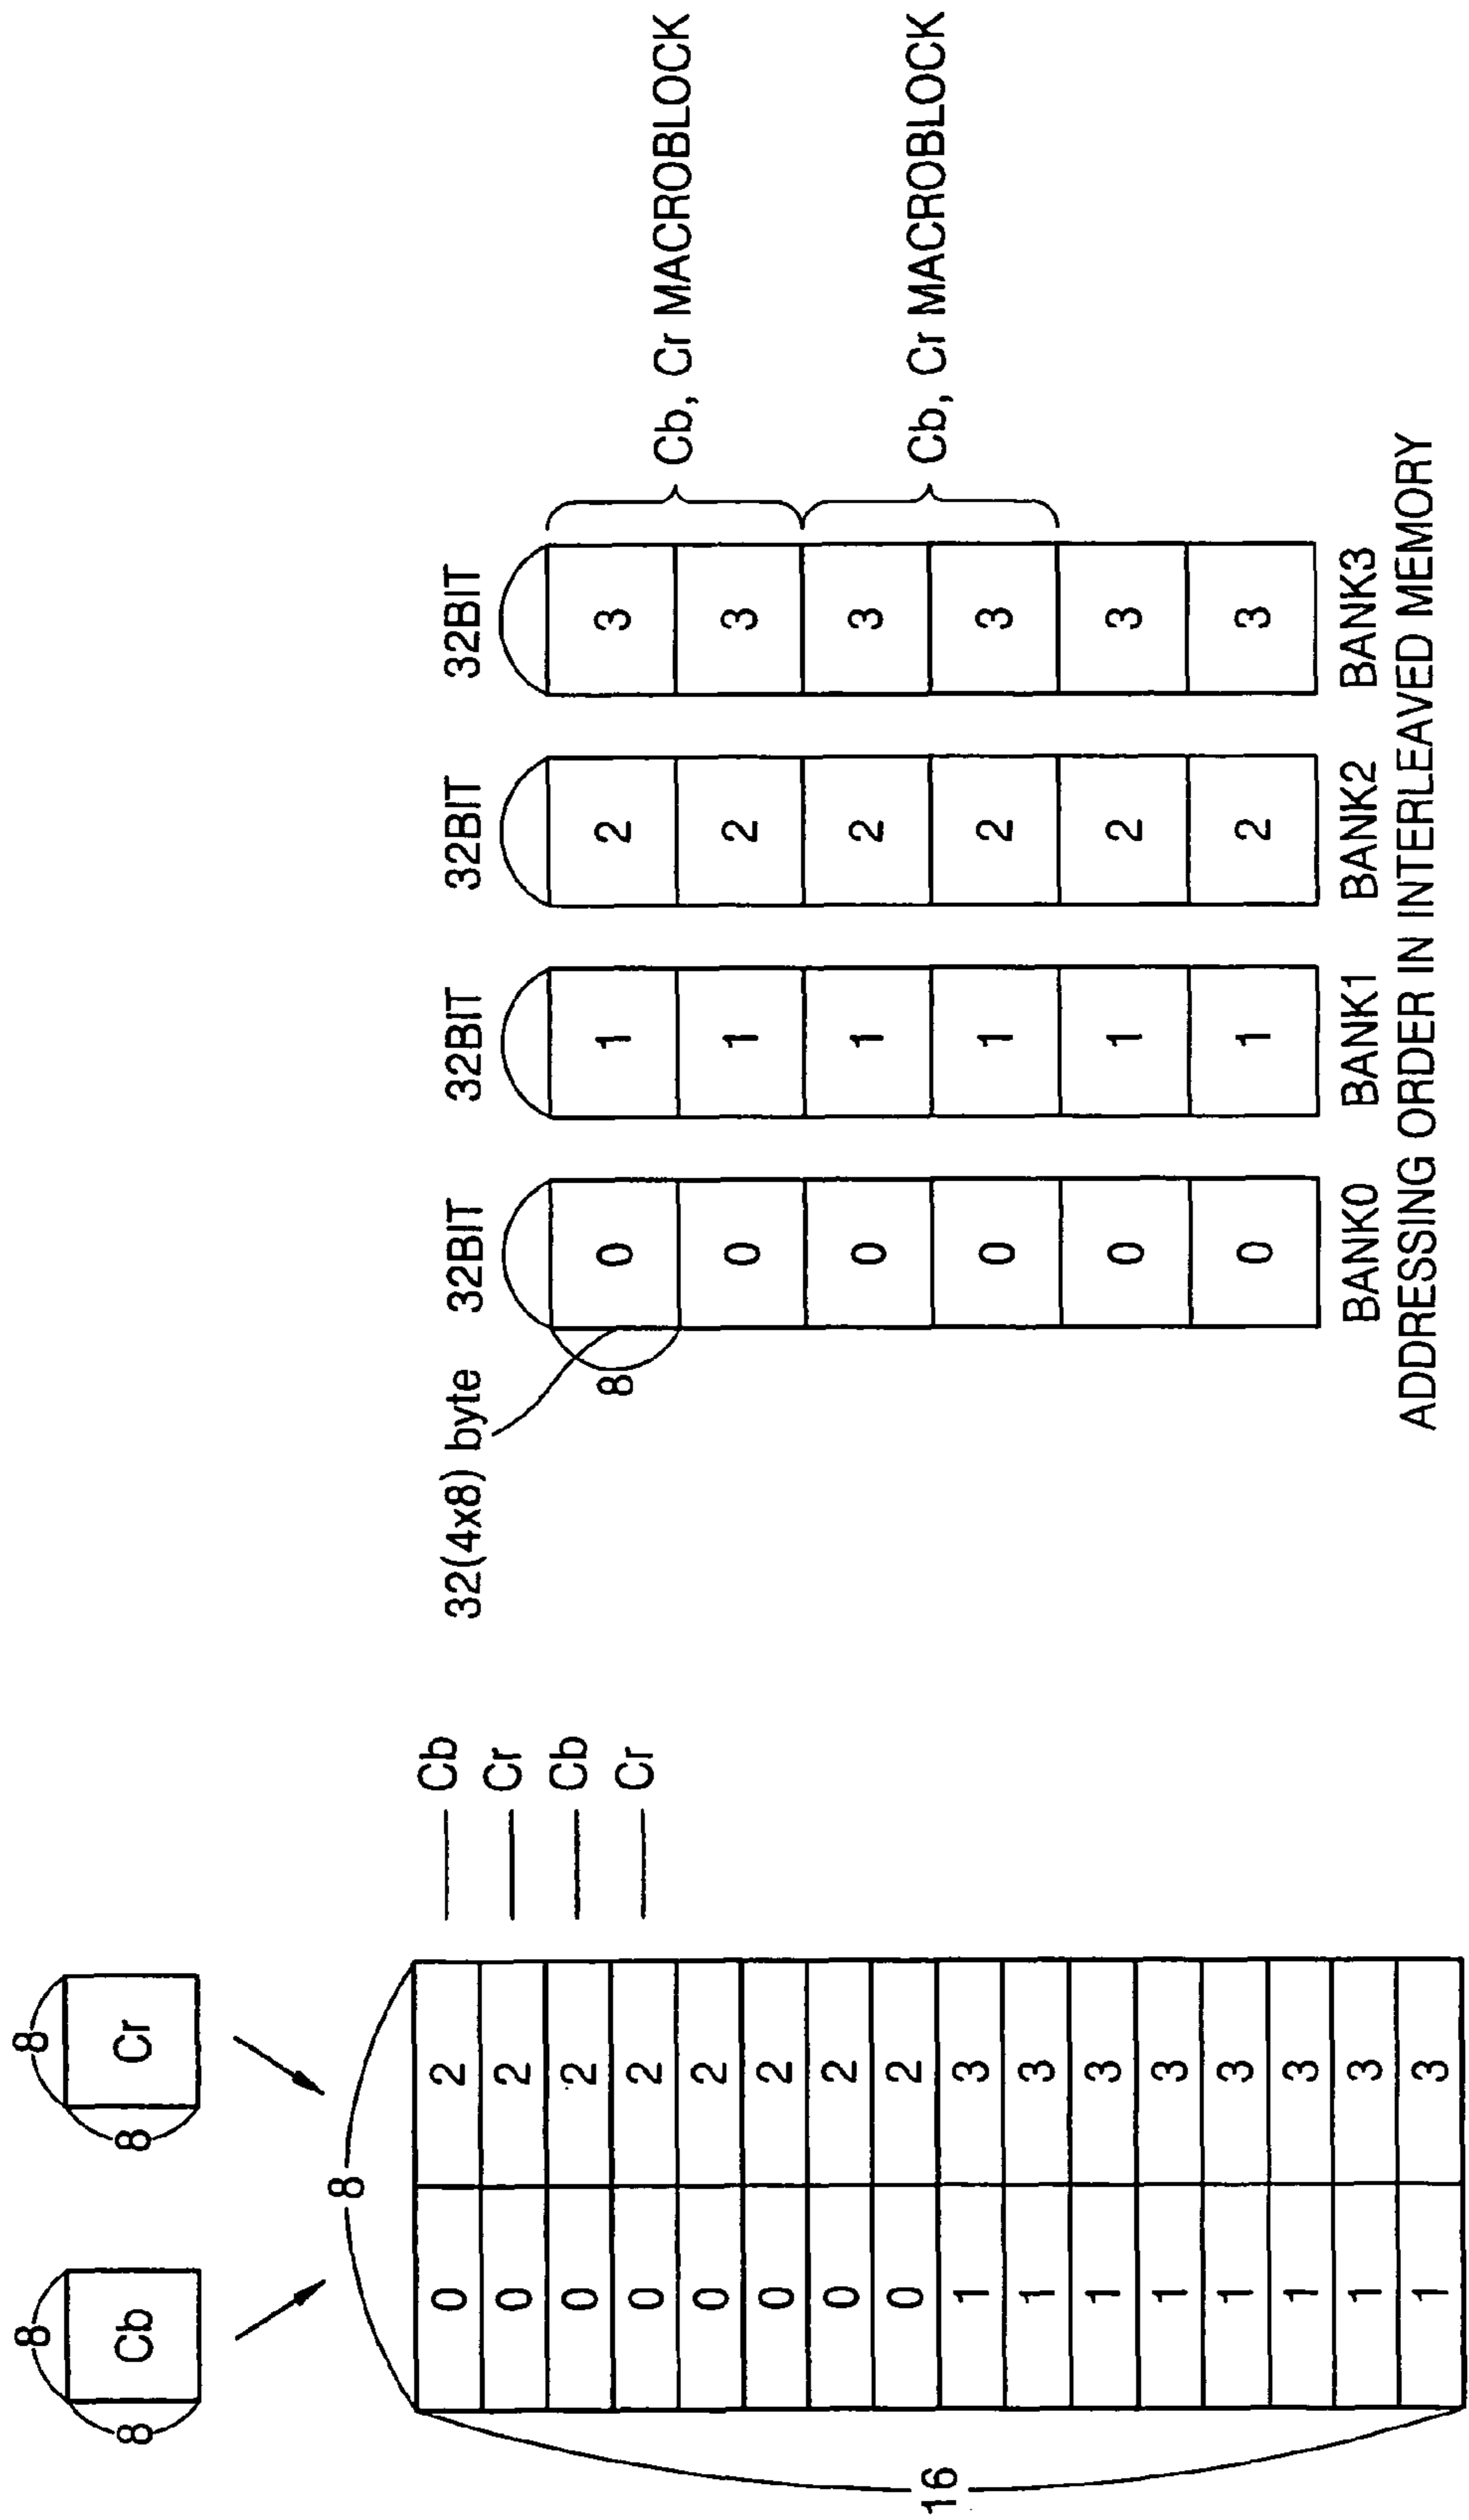 8 8
8 Cb 8 Cr
8
16
0 2 Cb
0 2 Cr
0 2 Cb
0 2 Cr
0 2
0 2
0 2
0 2
1 3
1 3
1 3
1 3
1 3
1 3
1 3
1 3
32(4x8) byte
32BIT 32BIT 32BIT 32BIT
8
0 1 2 3
0 1 2 3
Cb, Cr MACROBLOCK
0 1 2 3
0 1 2 3
Cb, Cr MACROBLOCK
0 1 2 3
0 1 2 3
BANK0 BANK1 BANK2 BANK3
ADDRESSING ORDER IN INTERLEAVED MEMORY